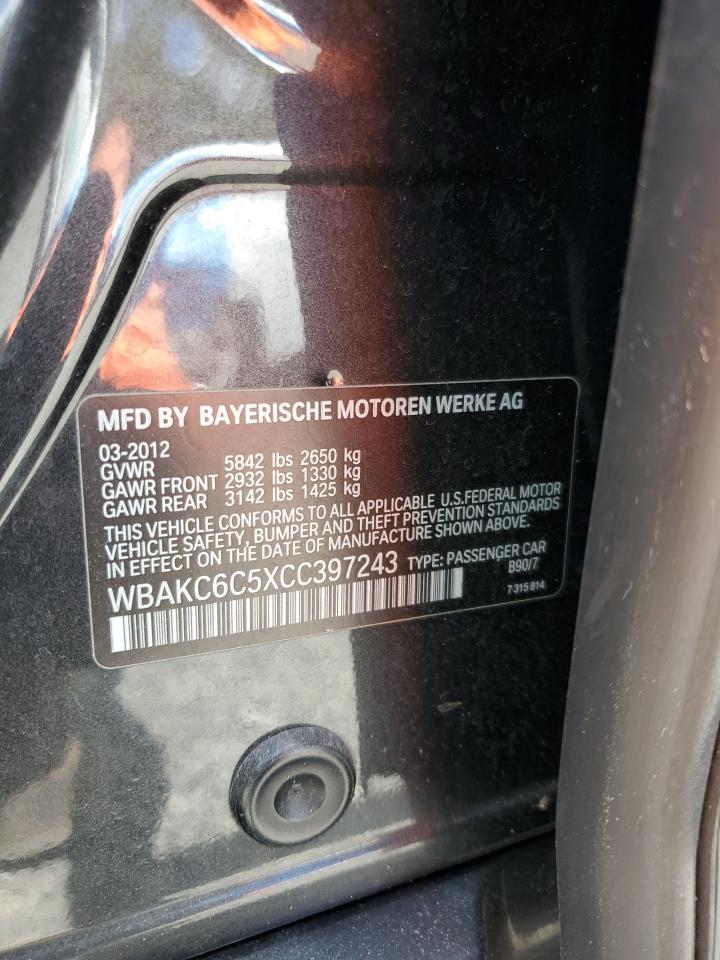 MFD BY BAYERISCHE MOTOREN WERKE AG
03-2012
GVWR 5842 lbs 2650 kg
GAWR FRONT 2932 lbs 1330 kg
GAWR REAR 3142 lbs 1425 kg
THIS VEHICLE CONFORMS TO ALL APPLICABLE U.S.FEDERAL MOTOR
VEHICLE SAFETY, BUMPER AND THEFT PREVENTION STANDARDS
IN EFFECT ON THE DATE OF MANUFACTURE SHOWN ABOVE.
WBAKC6C5XCC397243 TYPE: PASSENGER CAR
B90/7
7 315 814